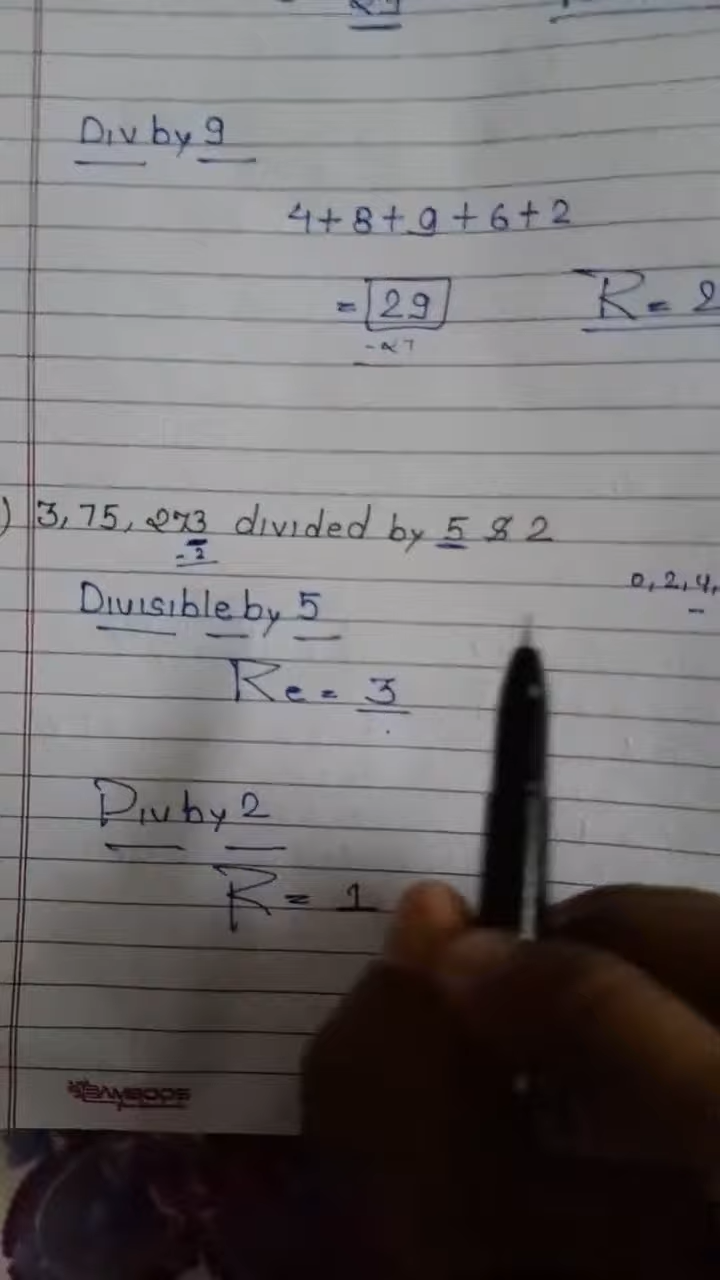 Div by 9
4+8+9+6+2
= 29 R = 2
-27
) 3,75,273 divided by 5 & 2
-2
0,2,4,
Divisible by 5
Re = 3
Div by 2
R = 1